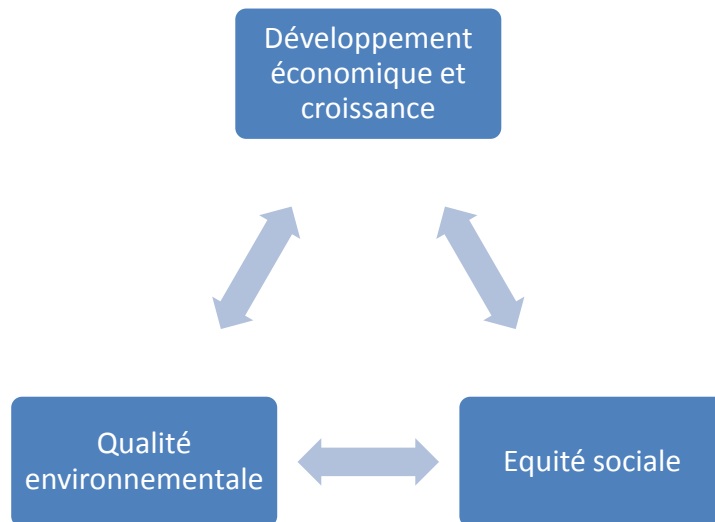 Développement
économique et
croissance
Qualité
environnementale
Equité sociale